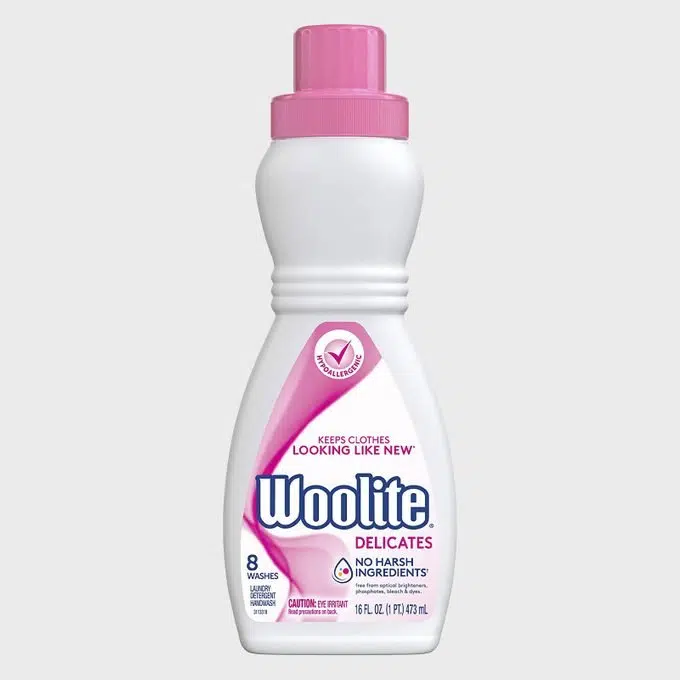 HYPOALLERGENIC
KEEPS CLOTHES
LOOKING LIKE NEW*
Woolite®
DELICATES
8
WASHES
LAUNDRY
DETERGENT
HANDWASH
NO HARSH
INGREDIENTS†
free from optical brighteners,
phosphates, bleach & dyes.
CAUTION: EYE IRRITANT
Read precautions on back.
16 FL. OZ. (1 PT.) 473 mL